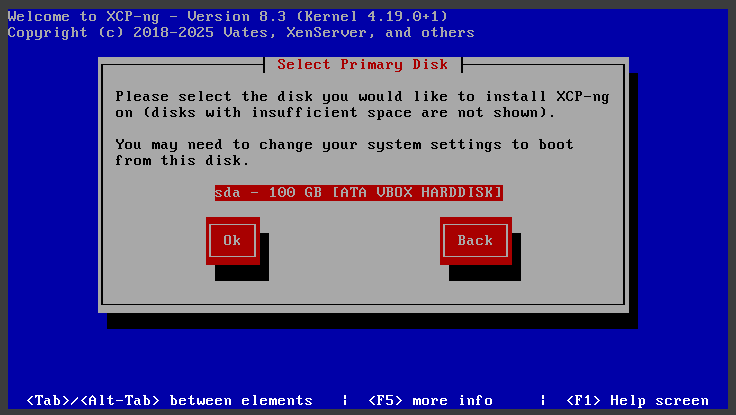 Welcome to XCP-ng - Version 8.3 (Kernel 4.19.0+1)
Copyright (c) 2018-2025 Vates, XenServer, and others
Select Primary Disk
Please select the disk you would like to install XCP-ng
on (disks with insufficient space are not shown).
You may need to change your system settings to boot
from this disk.
sda - 100 GB [ATA VBOX HARDDISK]
Ok Back
<Tab>/<Alt-Tab> between elements | <F5> more info | <F1> Help screen